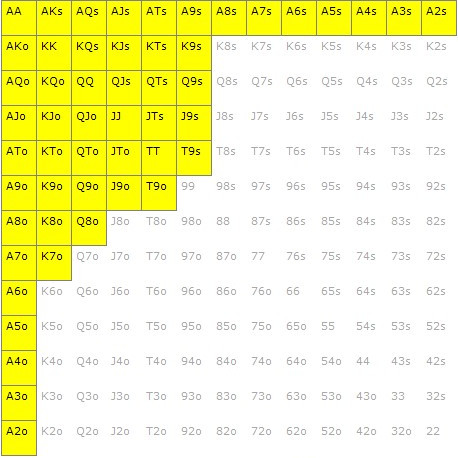 AA AKs AQs AJs ATs A9s A8s A7s A7o A5s A4s A3s A2s
AKo KK KQs KJs KTs K9s K8s K7s K6s K5s K4s K3s K2s
AQo KQo QQ QJs QTs Q9s Q8s Q7s Q6s Q5s Q4s Q3s Q2s
AJo KJo QJo JJ JTs J9s J8s J7s J6s J5s J4s J3s J2s
ATo KTo QTo JTo TT T9s T8s T7s T6s T5s T4s T3s T2s
A9o K9o Q9o J9o T9o 99 98s 97s 96s 95s 94s 93s 92s
A8o K8o Q8o J8o T8o 98o 88 87s 86s 85s 84s 83s 82s
A7o K7o Q7o J7o T7o 97o 87o 77 76s 75s 74s 73s 72s
A6o K6o Q6o J6o T6o 96o 86o 76o 66 65s 64s 63s 62s
A5o K5o Q5o J5o T5o 95o 85o 75o 65o 55 54s 53s 52s
A4o K4o Q4o J4o T4o 94o 84o 74o 64o 54o 44 43s 42s
A3o K3o Q3o J3o T3o 93o 83o 73o 63o 53o 43o 33 32s
A2o K2o Q2o J2o T2o 92o 82o 72o 62o 52o 42o 32o 22